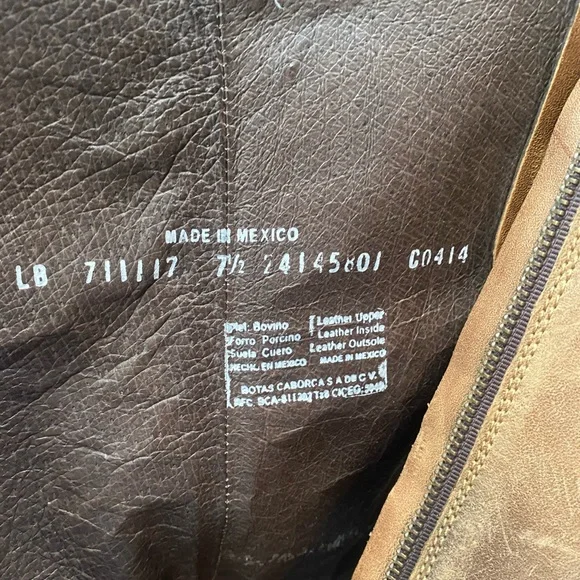 MADE IN MEXICO
LB 711117 7½ 24145801 C0414
Piel: Bovino
Forro Porcino
Suela: Cuero
HECHO EN MEXICO
Leather Upper
Leather Inside
Leather Outsole
MADE IN MEXICO
BOTAS CABORCA S A DE C V.
RFC